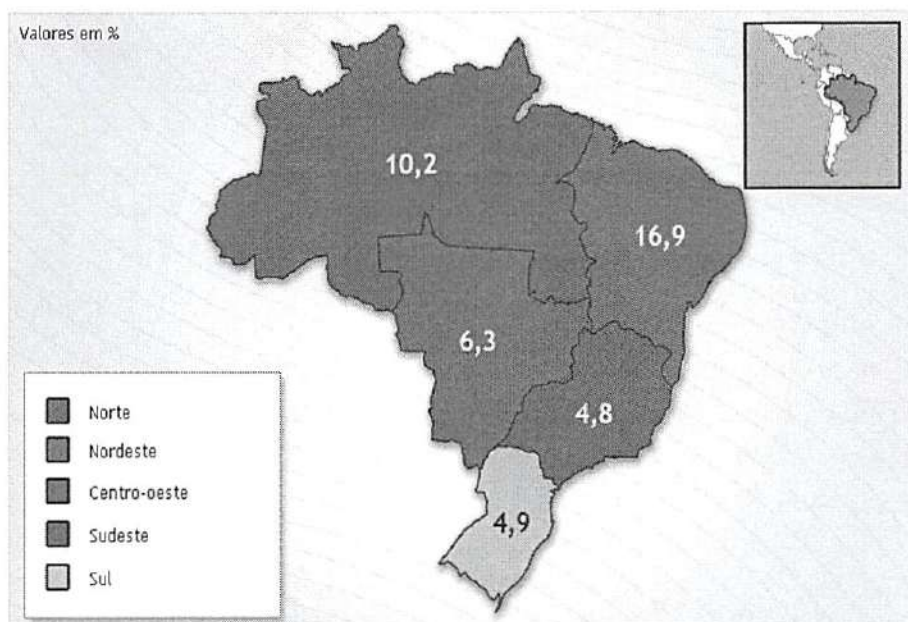 Valores em %
10,2
16,9
6,3
4,8
4,9
Norte
Nordeste
Centro-oeste
Sudeste
Sul